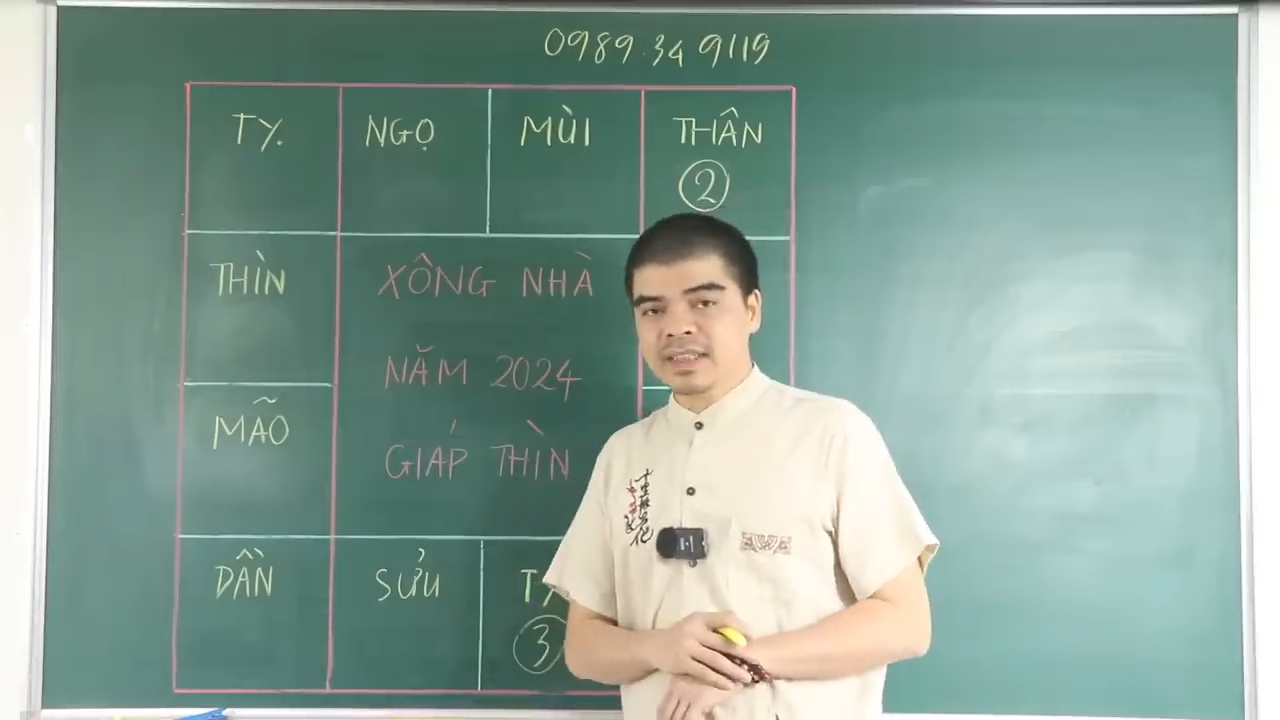 0989.34 9119
TỴ.
NGỌ
MÙI
THÂN
2
THÌN
XÔNG NHÀ
NĂM 2024
MÃO
GIÁP THÌN
DẦN
SỬU
3